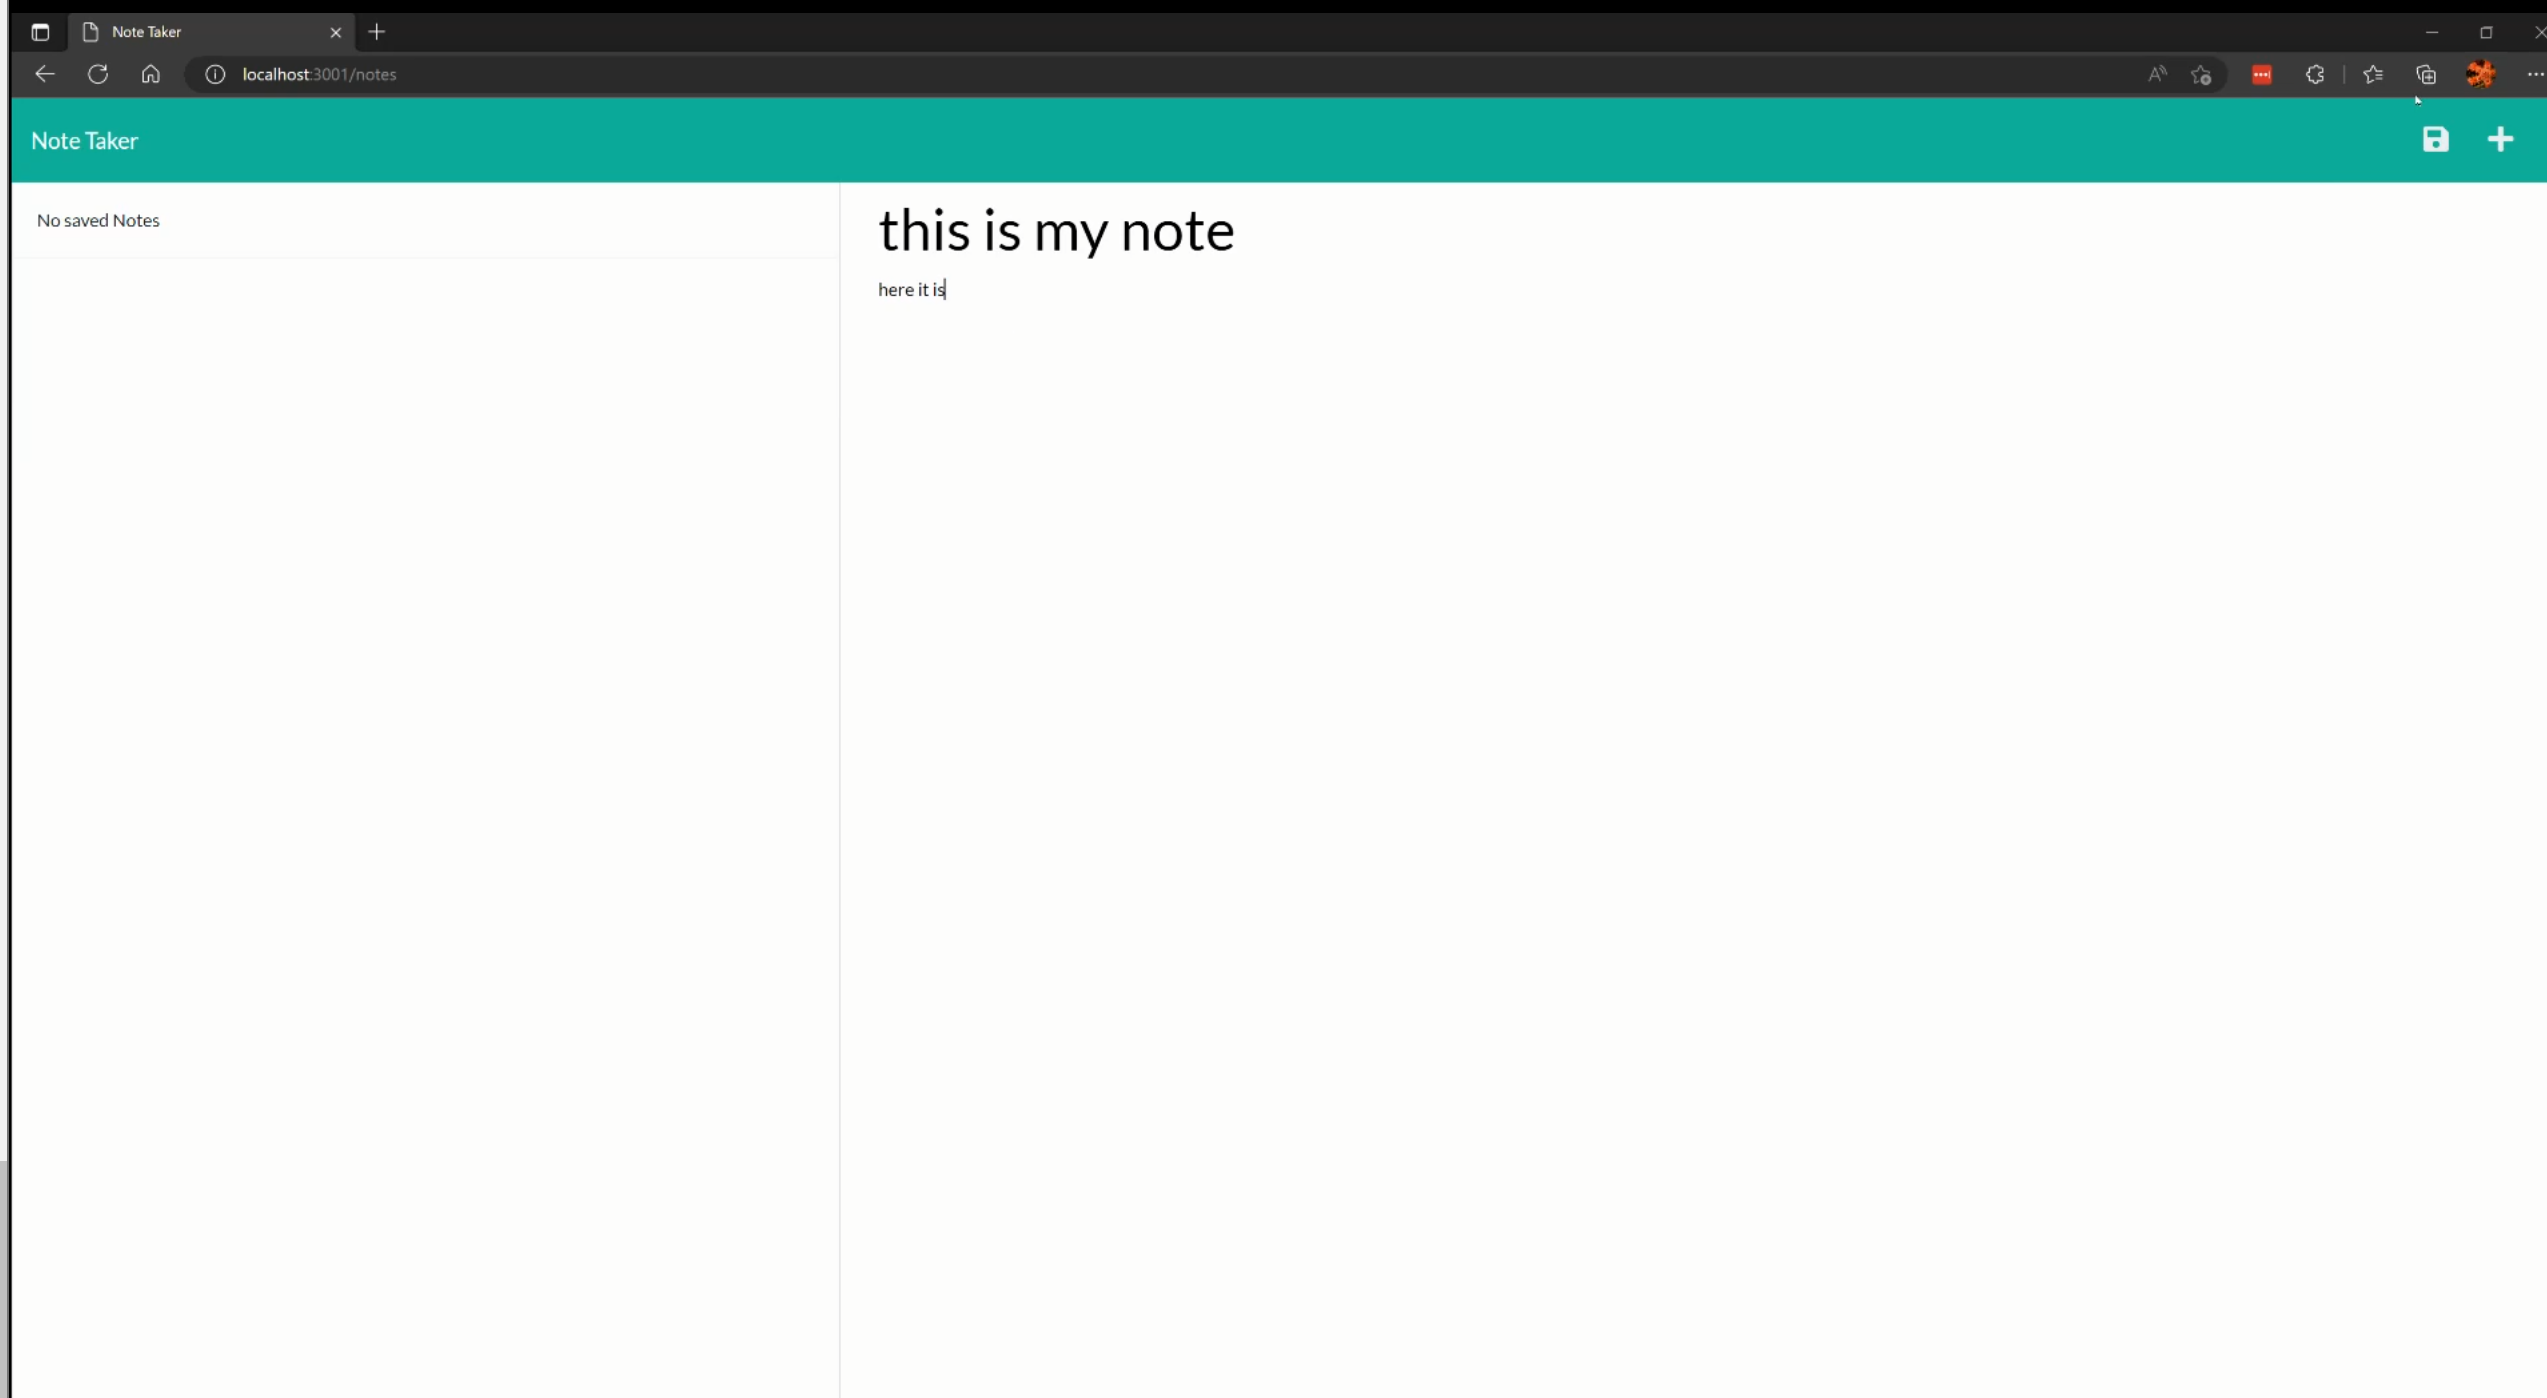 Note Taker
localhost:3001/notes
Note Taker
No saved Notes
this is my note
here it is